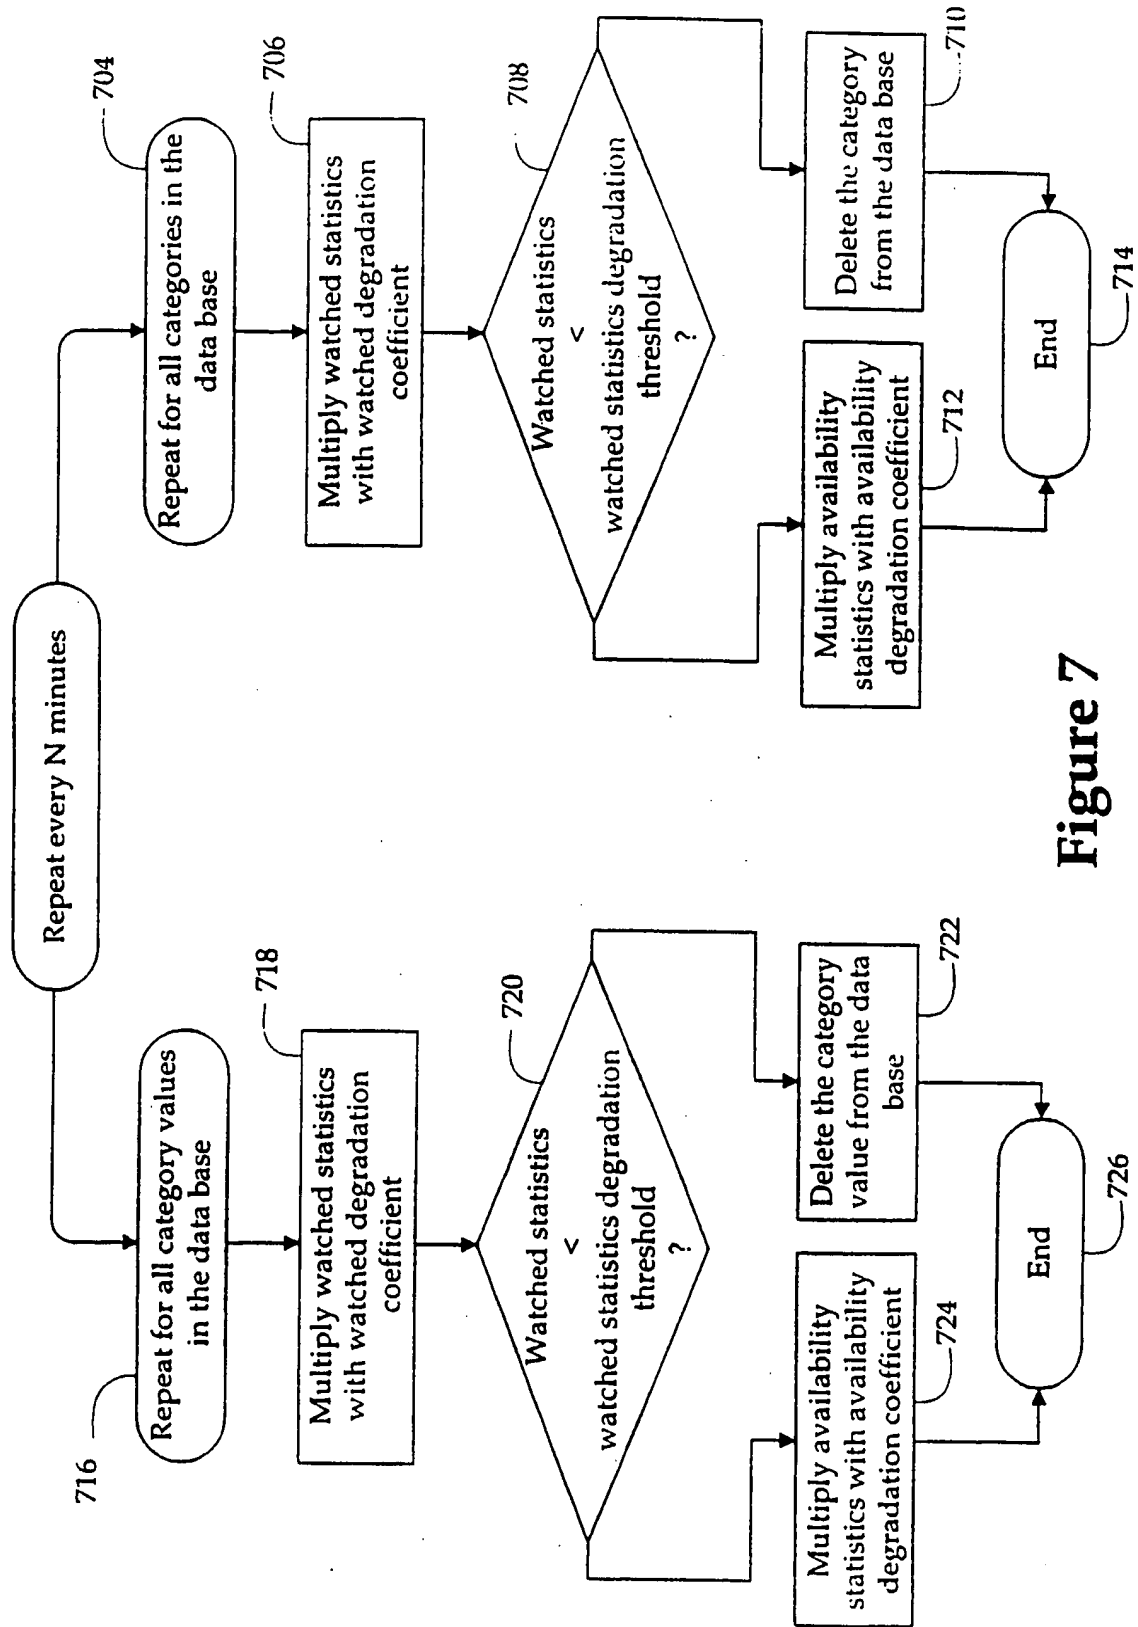 Repeat every N minutes
716
Repeat for all category values
in the data base
718
Multiply watched statistics
with watched degradation
coefficient
720
Watched statistics
<
watched statistics degradation
threshold
?
Multiply availability
statistics with availability
degradation coefficient
724
Delete the category
value from the data
base
722
End
726
704
Repeat for all categories in the
data base
706
Multiply watched statistics
with watched degradation
coefficient
708
Watched statistics
<
watched statistics degradation
threshold
?
Multiply availability
statistics with availability
degradation coefficient
712
Delete the category
from the data base
710
End
714
Figure 7